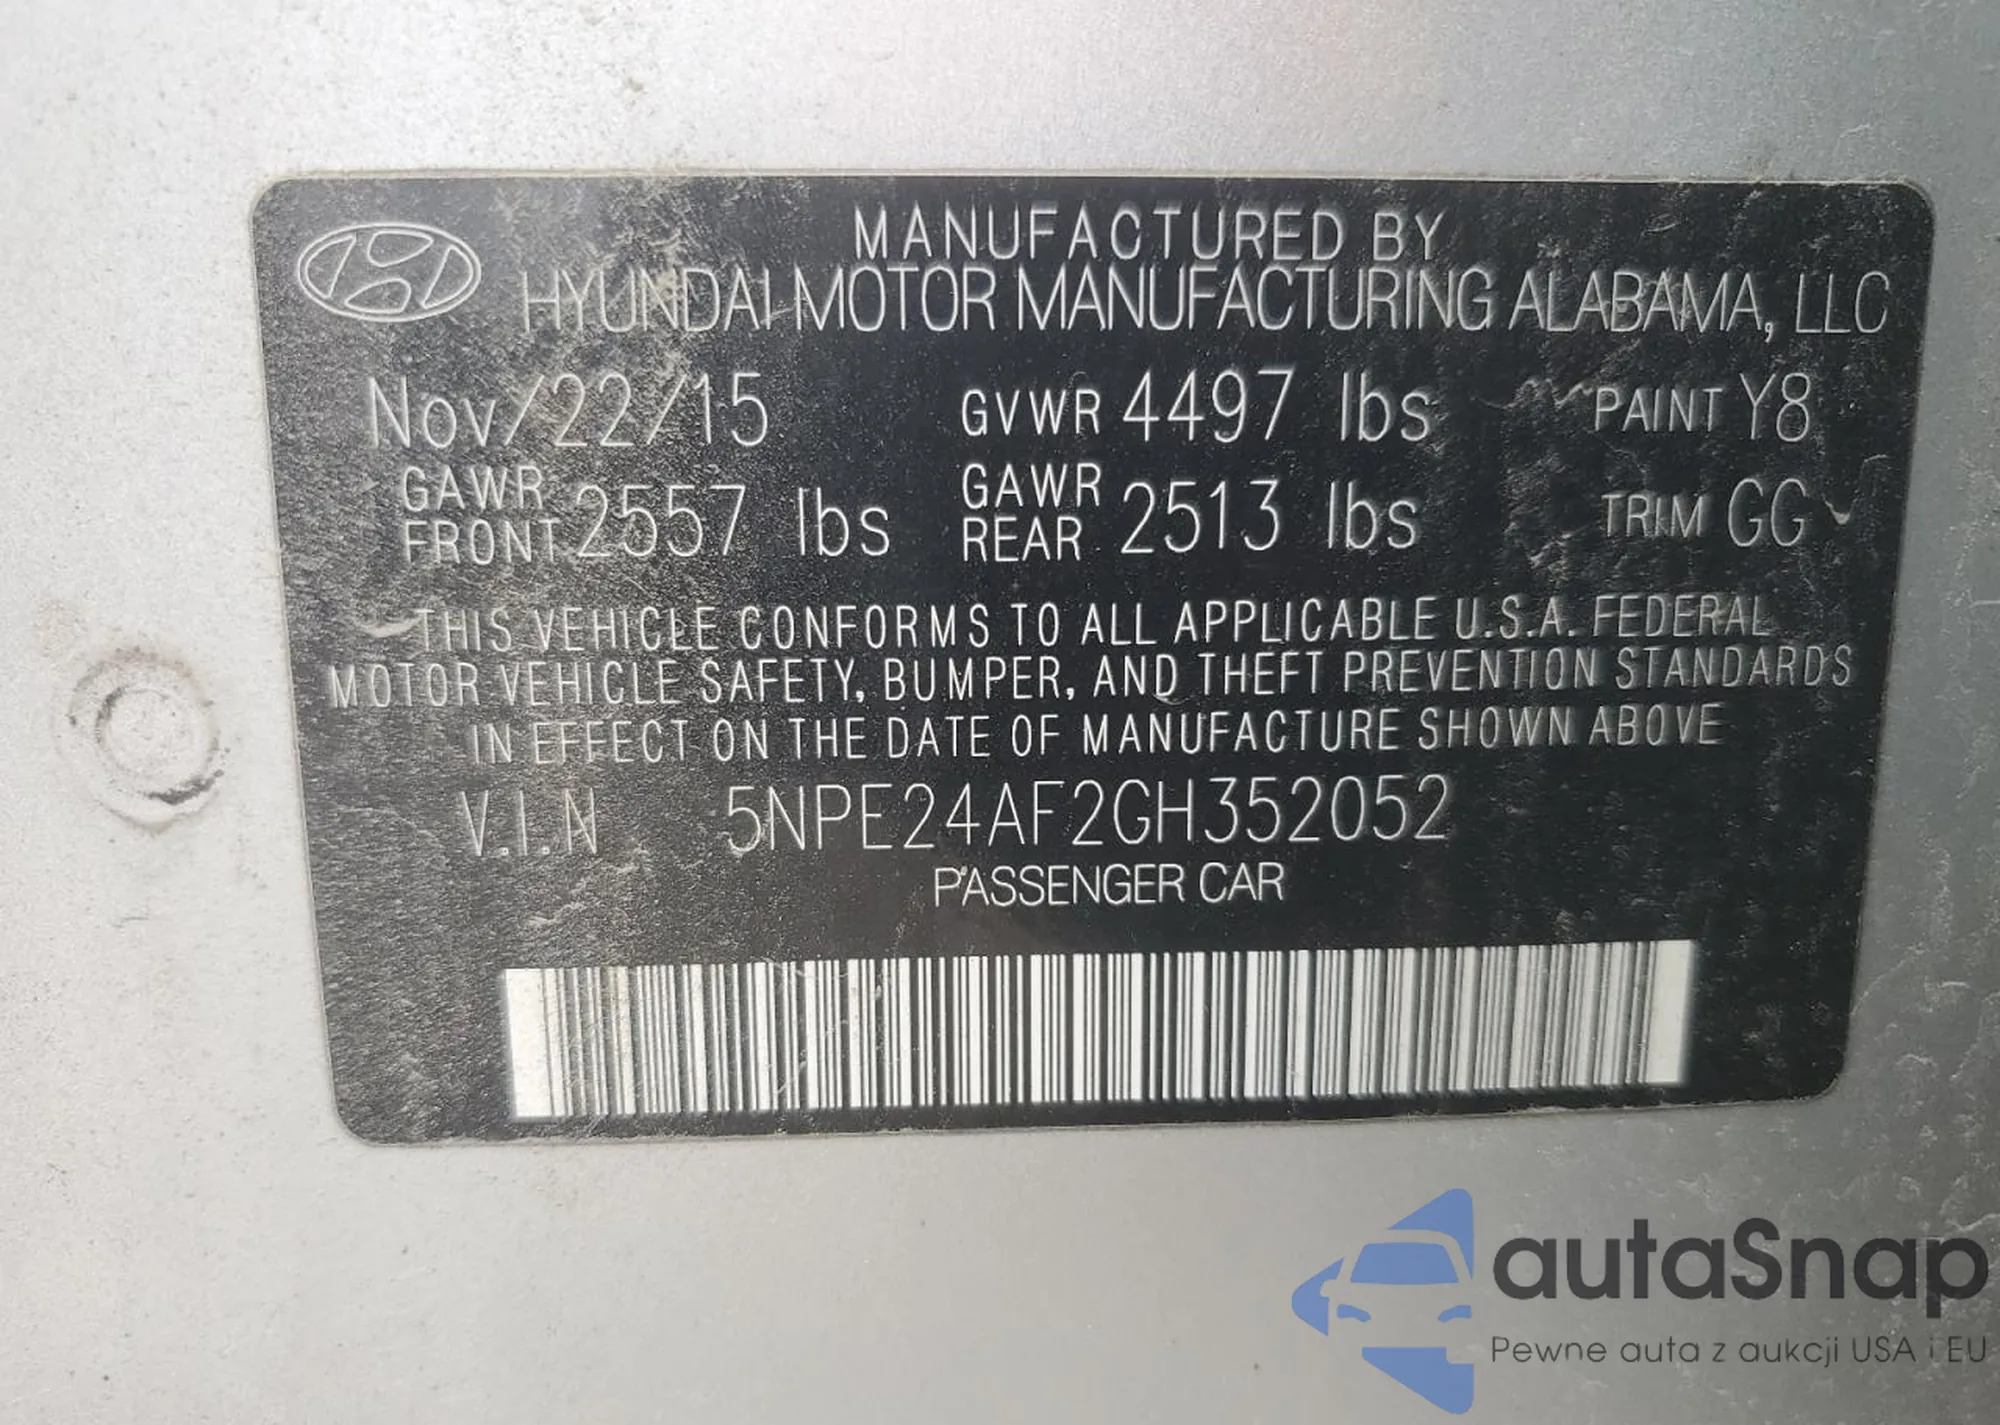 MANUFACTURED BY
HYUNDAI MOTOR MANUFACTURING ALABAMA, LLC
Nov/22/15 GVWR 4497 lbs PAINT Y8
GAWR FRONT 2557 lbs GAWR REAR 2513 lbs TRIM GG
THIS VEHICLE CONFORMS TO ALL APPLICABLE U.S.A. FEDERAL
MOTOR VEHICLE SAFETY, BUMPER, AND THEFT PREVENTION STANDARDS
IN EFFECT ON THE DATE OF MANUFACTURE SHOWN ABOVE
V.I.N 5NPE24AF2GH352052
PASSENGER CAR
autaSnap
Pewne auta z aukcji USA i EU